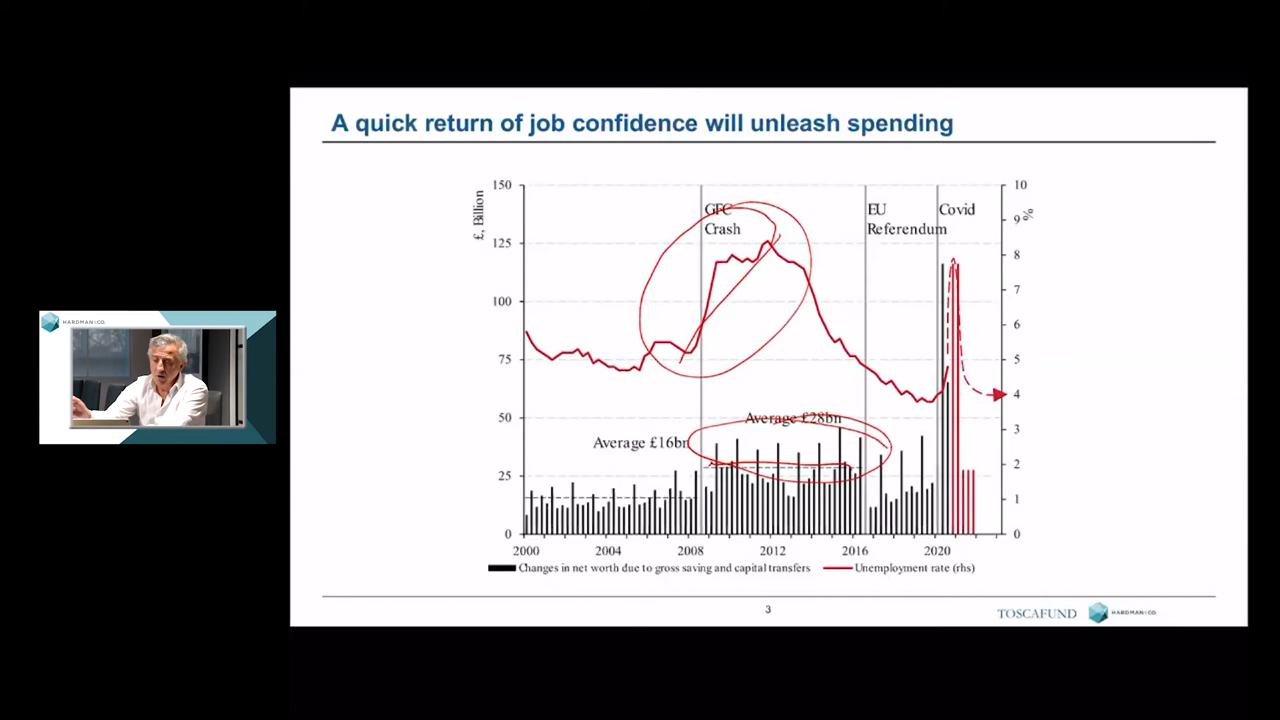 A quick return of job confidence will unleash spending
150
125
100
75
50
25
0
£, Billion
GFC
Crash
EU
Referendum
Covid
10
9
8
7
6
5
4
3
2
1
0
%
Average £28bn
Average £16bn
2000 2004 2008 2012 2016 2020
Changes in net worth due to gross saving and capital transfers
Unemployment rate (rhs)
HARDMAN&CO.
3
TOSCAFUND
HARDMAN&CO.